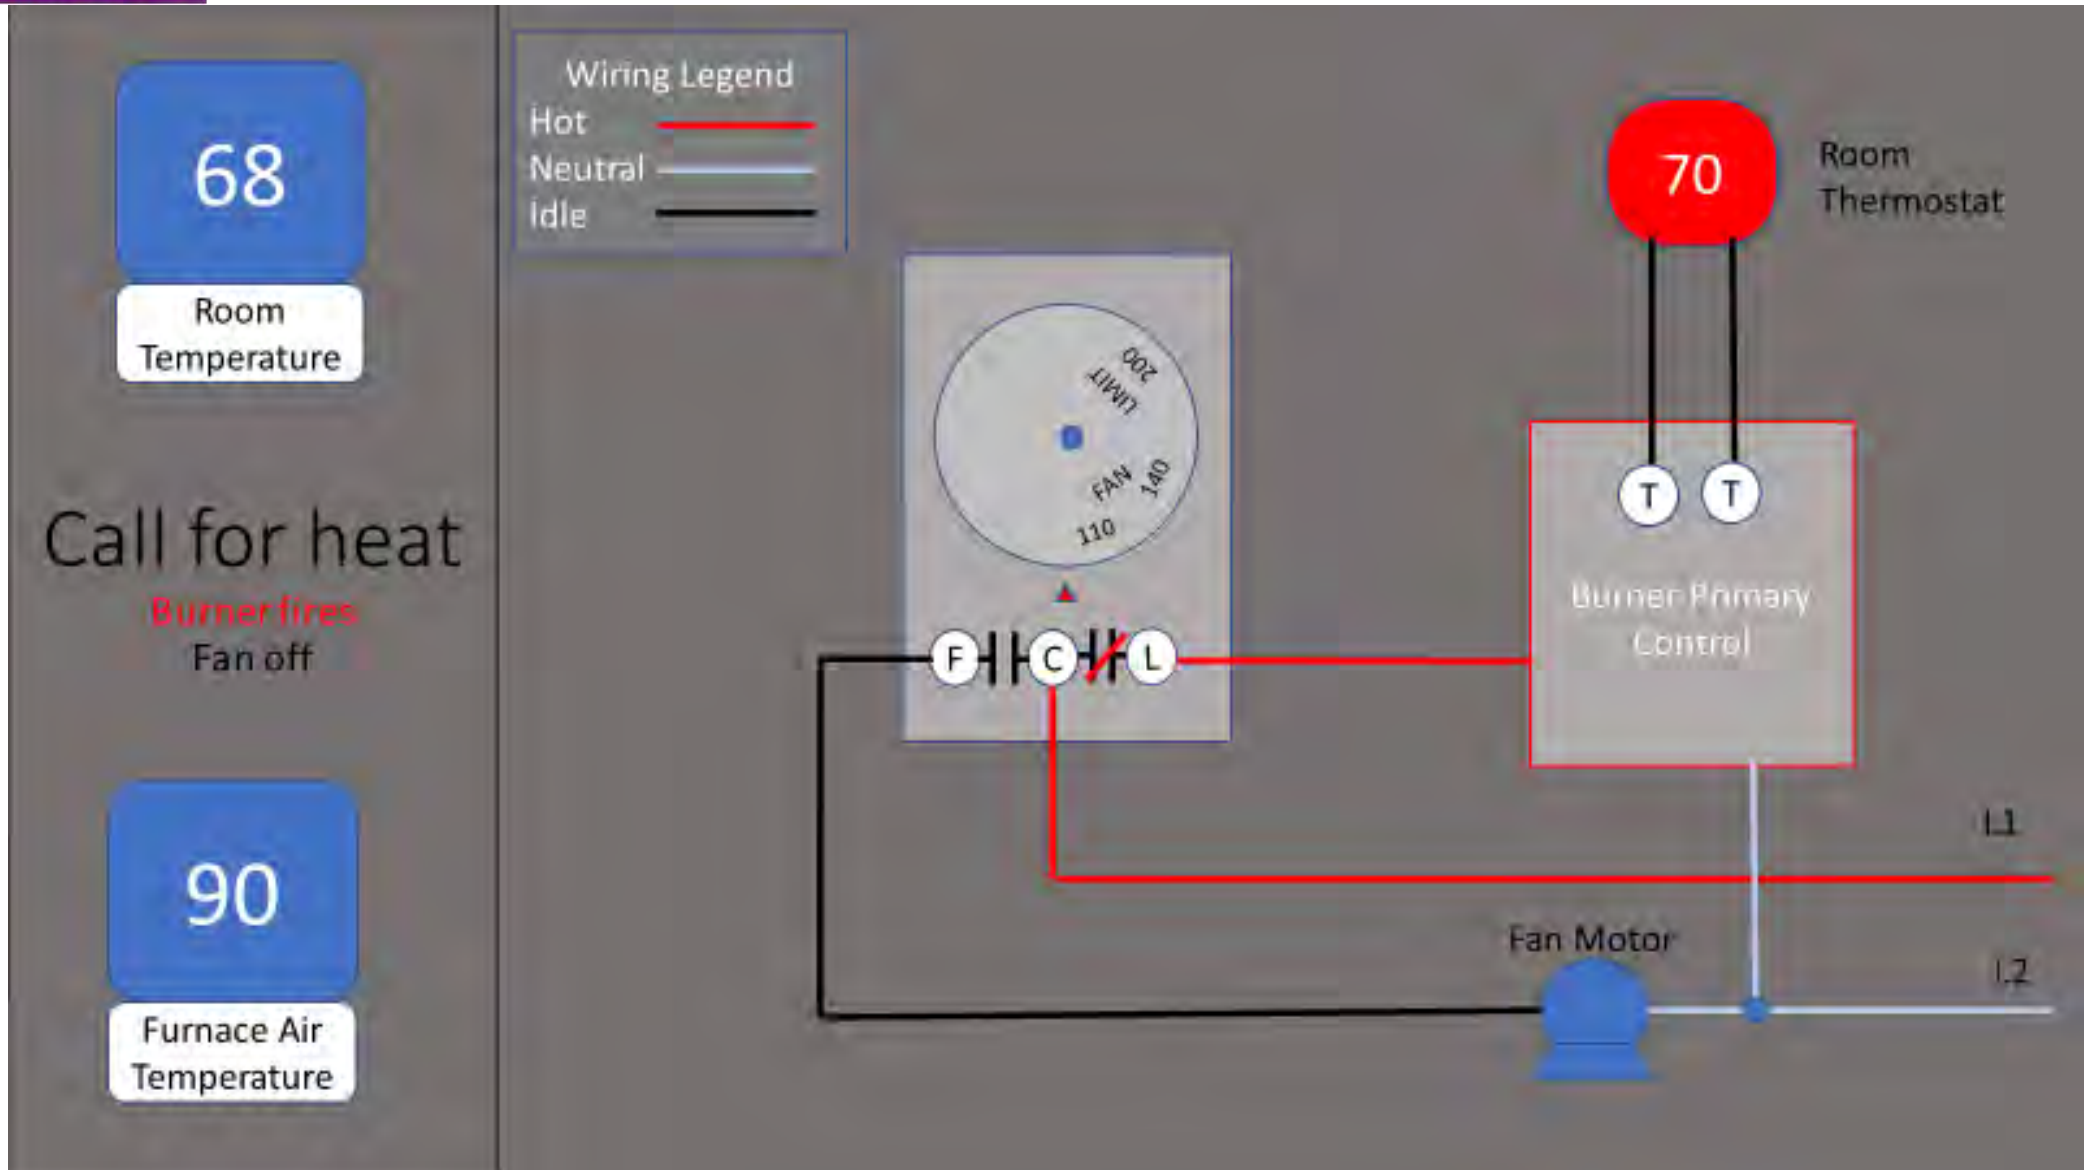 68
Room
Temperature
Call for heat
Burner fires
Fan off
90
Furnace Air
Temperature
Wiring Legend
Hot
Neutral
Idle
200
LIMIT
FAN
140
110
F
C
L
70
Room
Thermostat
T
T
Burner Primary
Control
L1
Fan Motor
L2